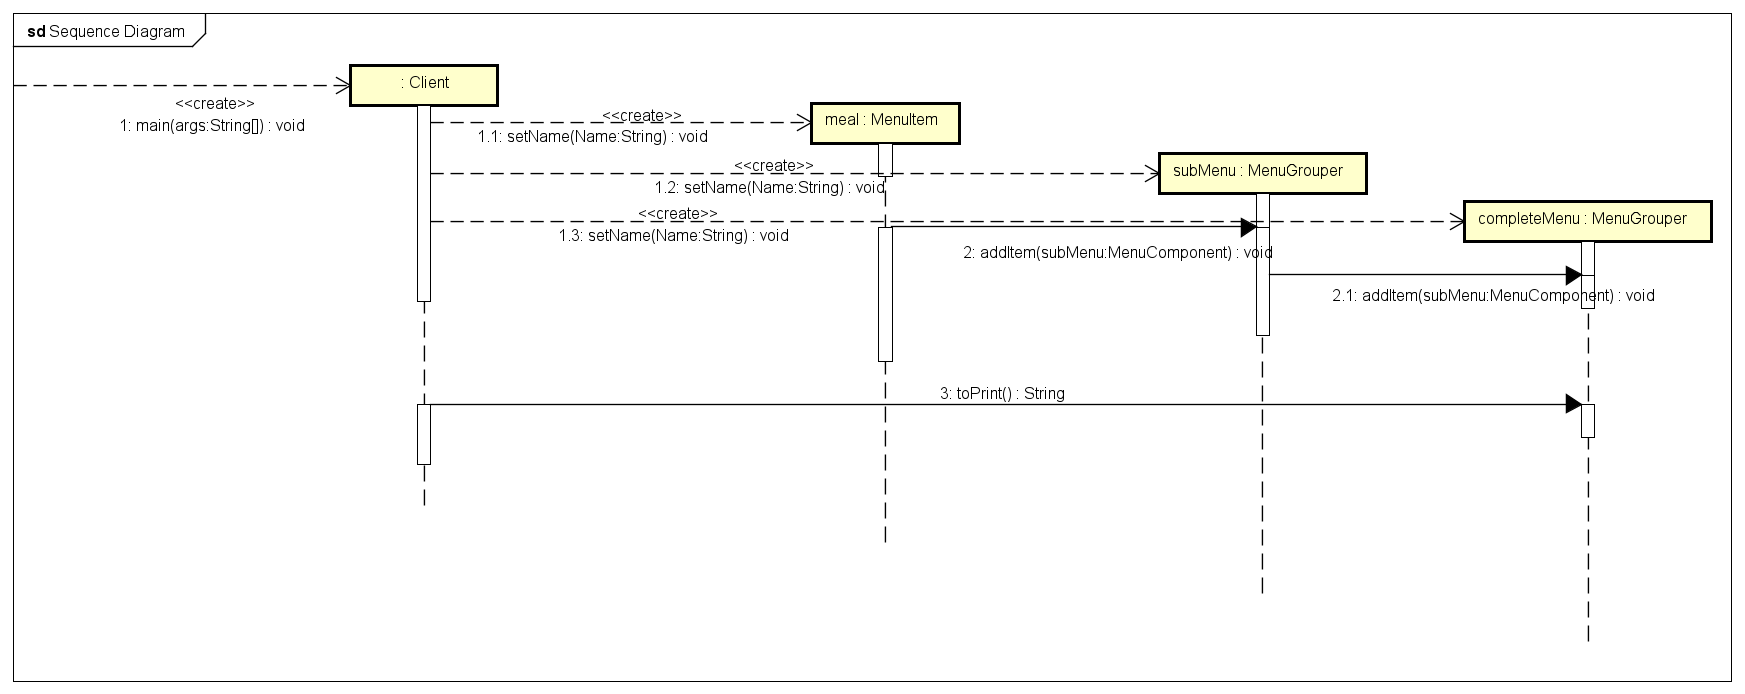 sd Sequence Diagram
: Client
<<create>>
1: main(args:String[]) : void
<<create>>
1.1: setName(Name:String) : void
meal : MenuItem
<<create>>
1.2: setName(Name:String) : void
subMenu : MenuGrouper
<<create>>
1.3: setName(Name:String) : void
completeMenu : MenuGrouper
2: addItem(subMenu:MenuComponent) : void
2.1: addItem(subMenu:MenuComponent) : void
3: toPrint() : String